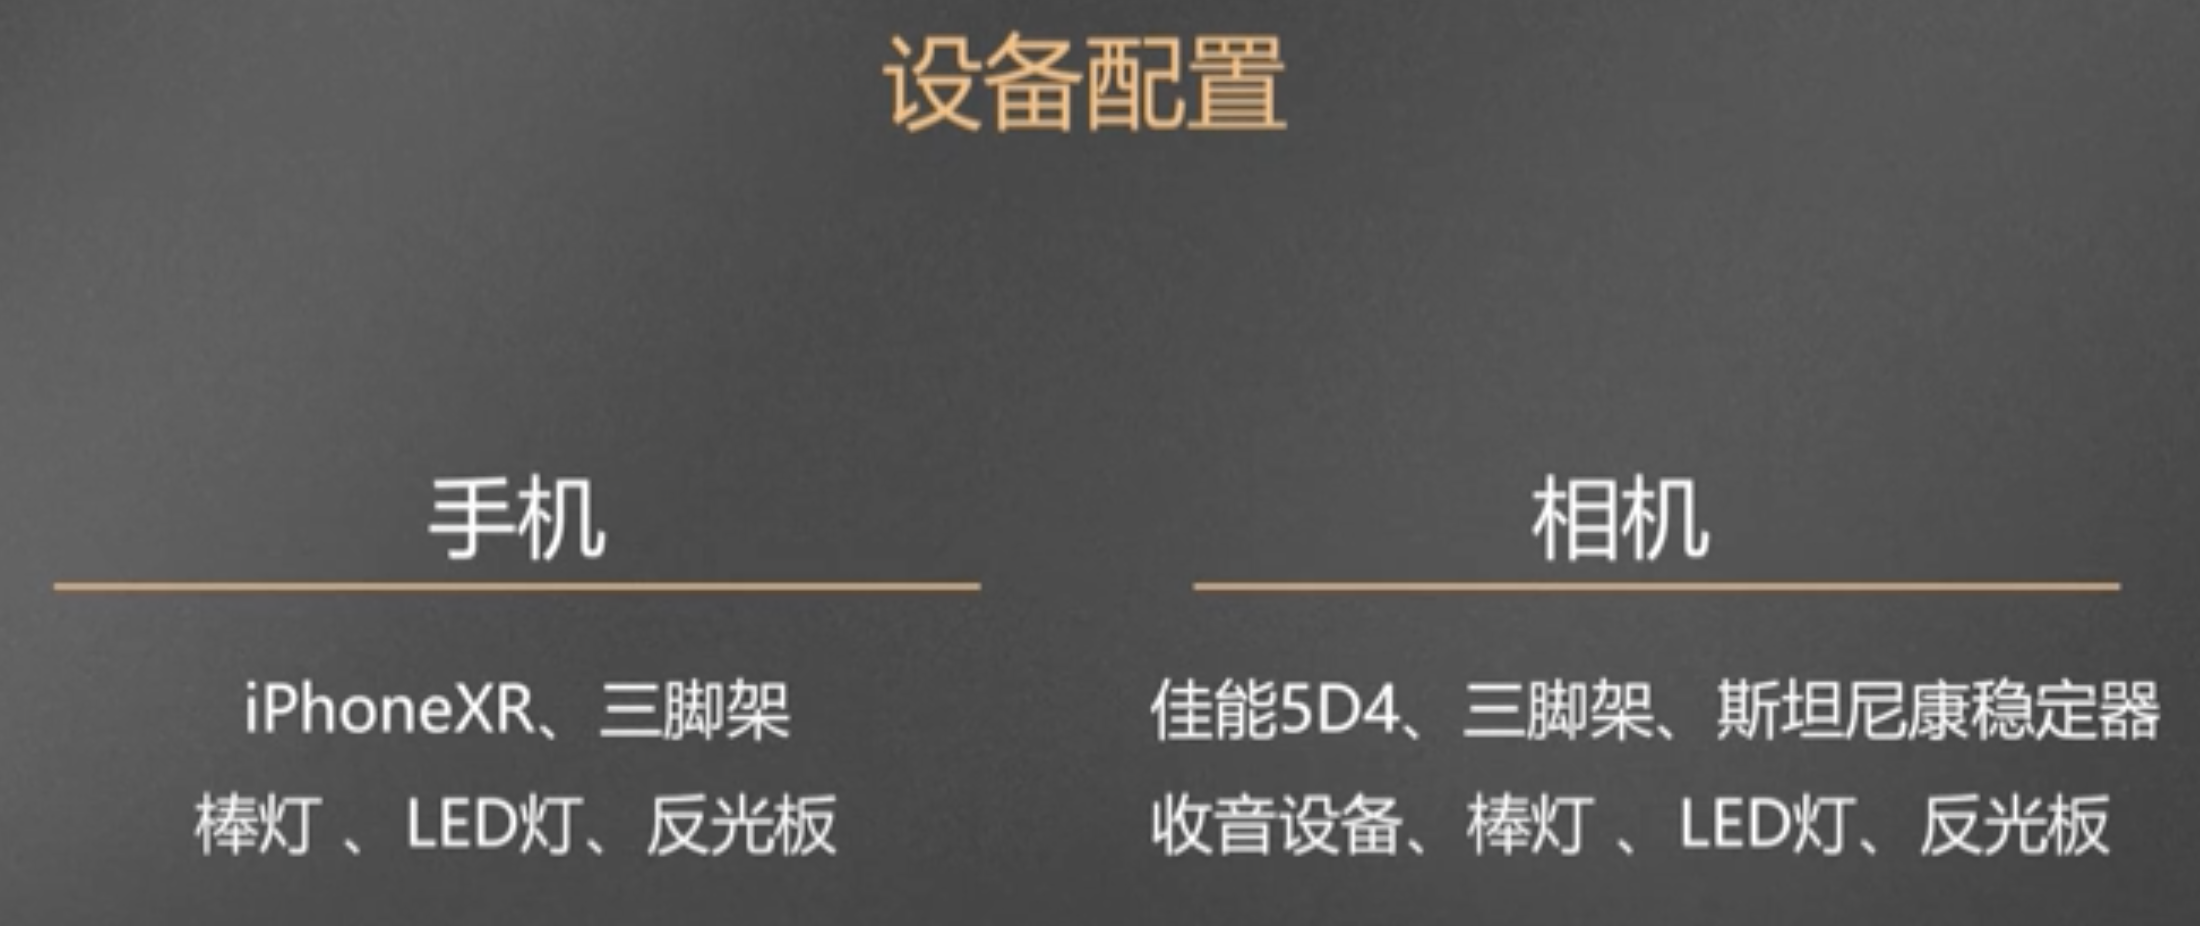 设备配置
手机
iPhoneXR、三脚架
棒灯 、LED灯、反光板
相机
佳能5D4、三脚架、斯坦尼康稳定器
收音设备、棒灯 、LED灯、反光板